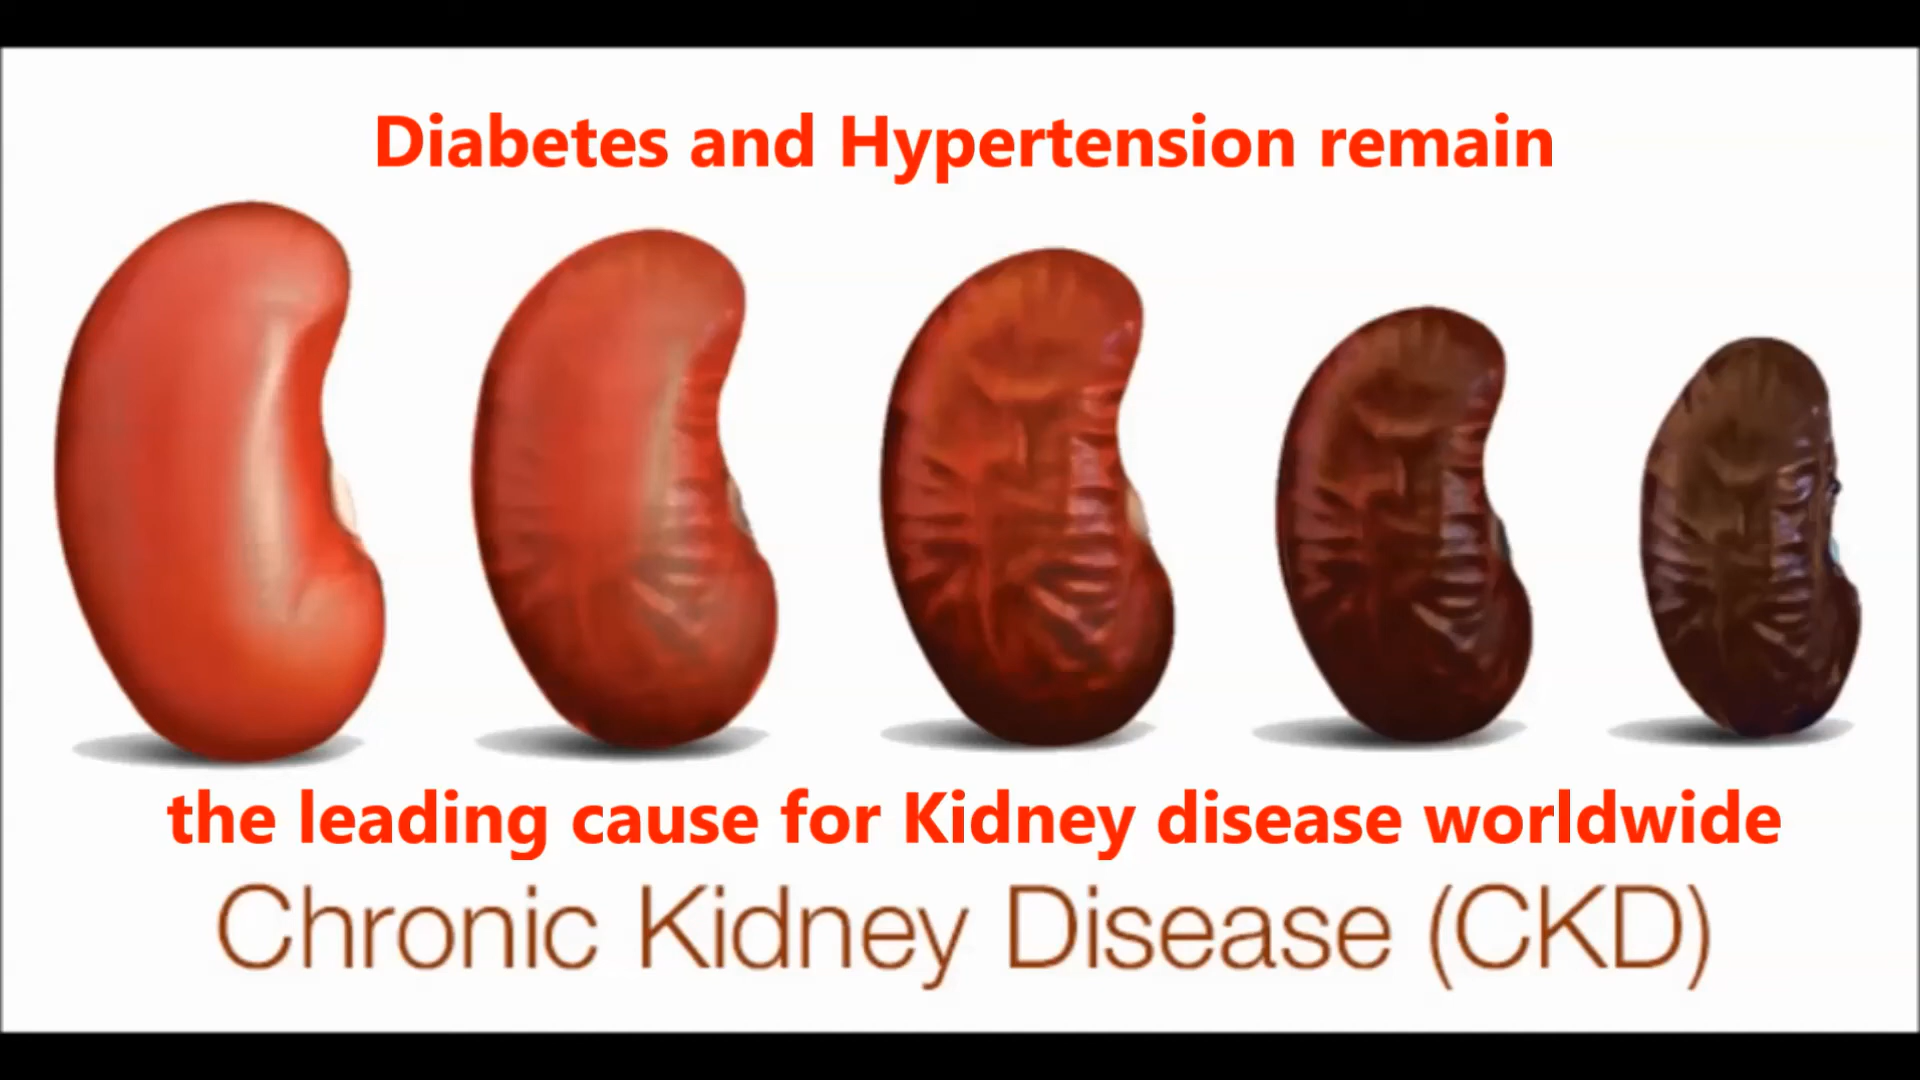 Diabetes and Hypertension remain
the leading cause for Kidney disease worldwide
Chronic Kidney Disease (CKD)